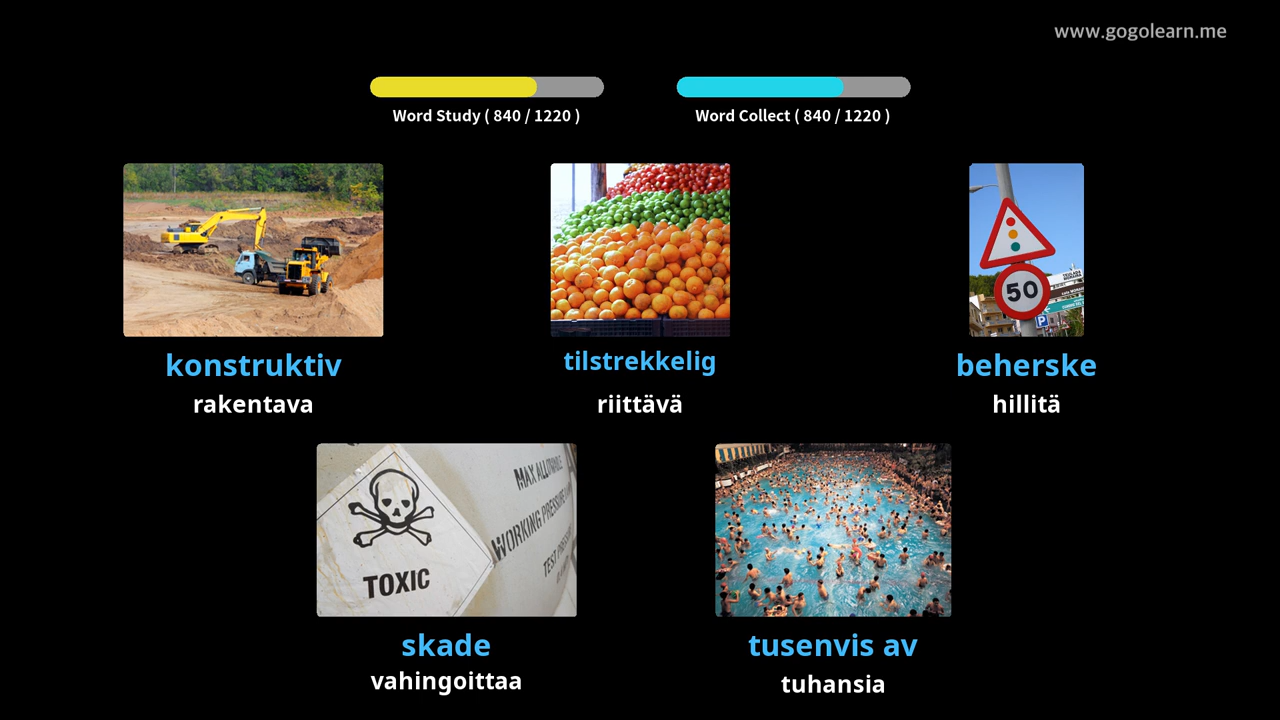 www.gogolearn.me
Word Study ( 840 / 1220 )
Word Collect ( 840 / 1220 )
50
P
konstruktiv
tilstrekkelig
beherske
rakentava
riittävä
hillitä
MAX
WORKING PRESSURE
TEST
TOXIC
skade
tusenvis av
vahingoittaa
tuhansia